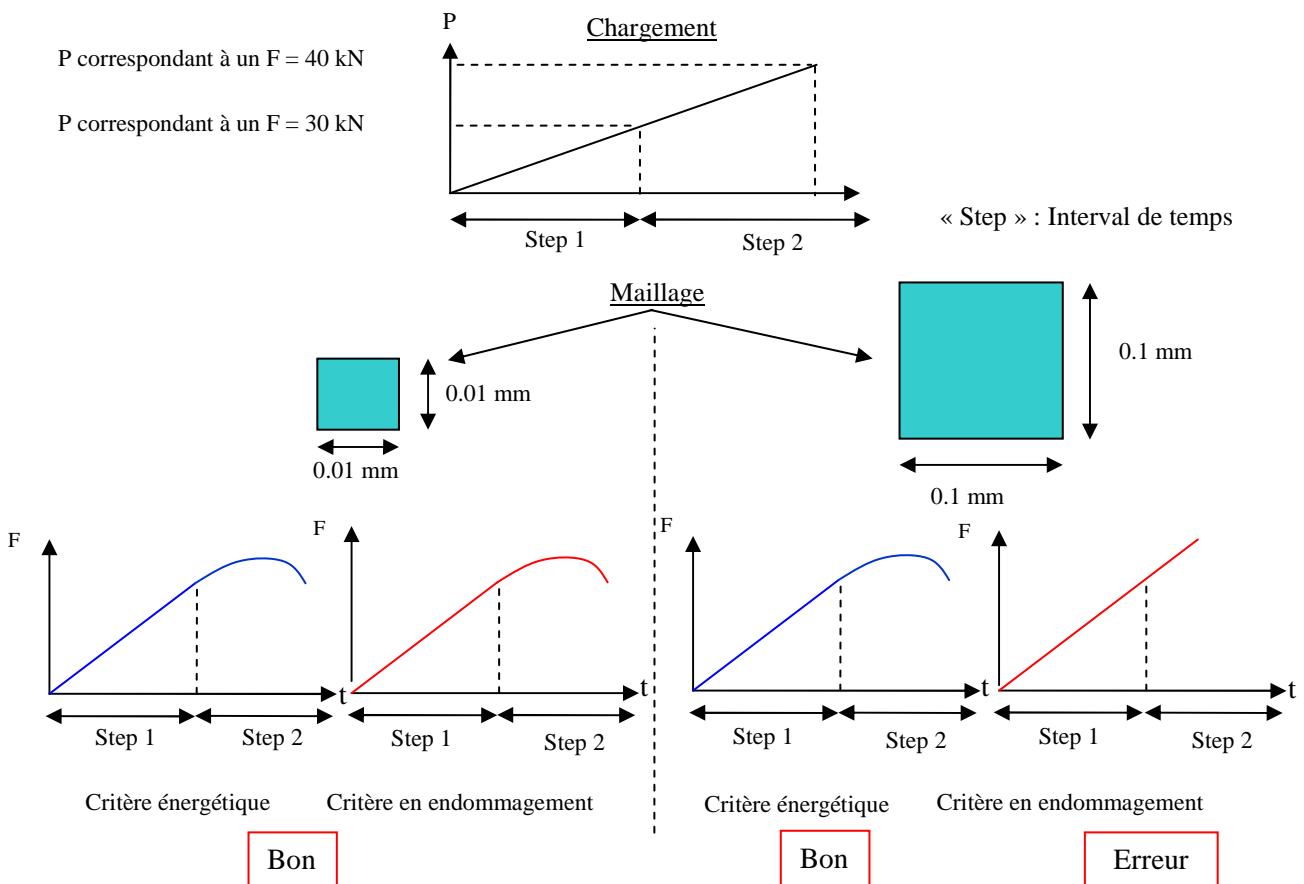 P
Chargement
P correspondant à un F = 40 kN
P correspondant à un F = 30 kN
« Step » : Interval de temps
Step 1
Step 2
Maillage
0.01 mm
0.01 mm
0.1 mm
0.1 mm
F
t
Step 1
Step 2
F
t
Step 1
Step 2
F
t
Step 1
Step 2
F
t
Step 1
Step 2
Critère énergétique
Critère en endommagement
Critère énergétique
Critère en endommagement
Bon
Bon
Erreur